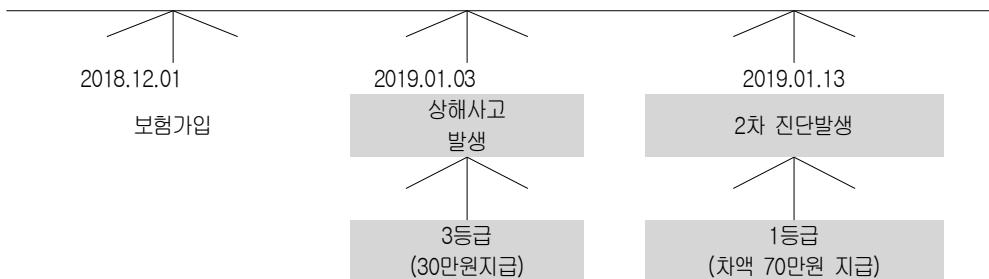 2018.12.01
2019.01.03
2019.01.13
보험가입
상해사고
발생
2차 진단발생
3등급
(30만원지급)
1등급
(차액 70만원 지급)